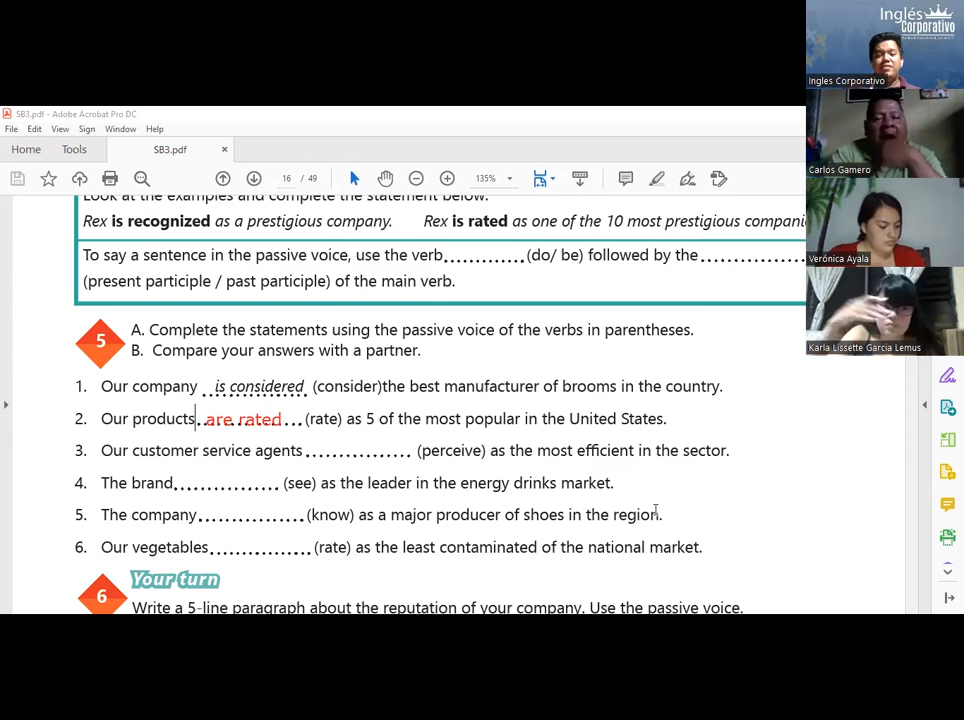 Inglés
Corporativo
Ingles Corporativo
SB3.pdf - Adobe Acrobat Pro DC
File Edit View Sign Window Help
Home Tools SB3.pdf ×
16 / 49 135%
Carlos Gamero
Look at the examples and complete the statement below.
Rex is recognized as a prestigious company. Rex is rated as one of the 10 most prestigious compani
To say a sentence in the passive voice, use the verb............(do/ be) followed by the ................
(present participle / past participle) of the main verb.
Verónica Ayala
5 A. Complete the statements using the passive voice of the verbs in parentheses.
B. Compare your answers with a partner.
Karla Lissette Garcia Lemus
1. Our company is considered (consider)the best manufacturer of brooms in the country.
2. Our products are rated (rate) as 5 of the most popular in the United States.
3. Our customer service agents ................ (perceive) as the most efficient in the sector.
4. The brand................ (see) as the leader in the energy drinks market.
5. The company................ (know) as a major producer of shoes in the region.
6. Our vegetables................ (rate) as the least contaminated of the national market.
6 Your turn
Write a 5-line paragraph about the reputation of your company. Use the passive voice.